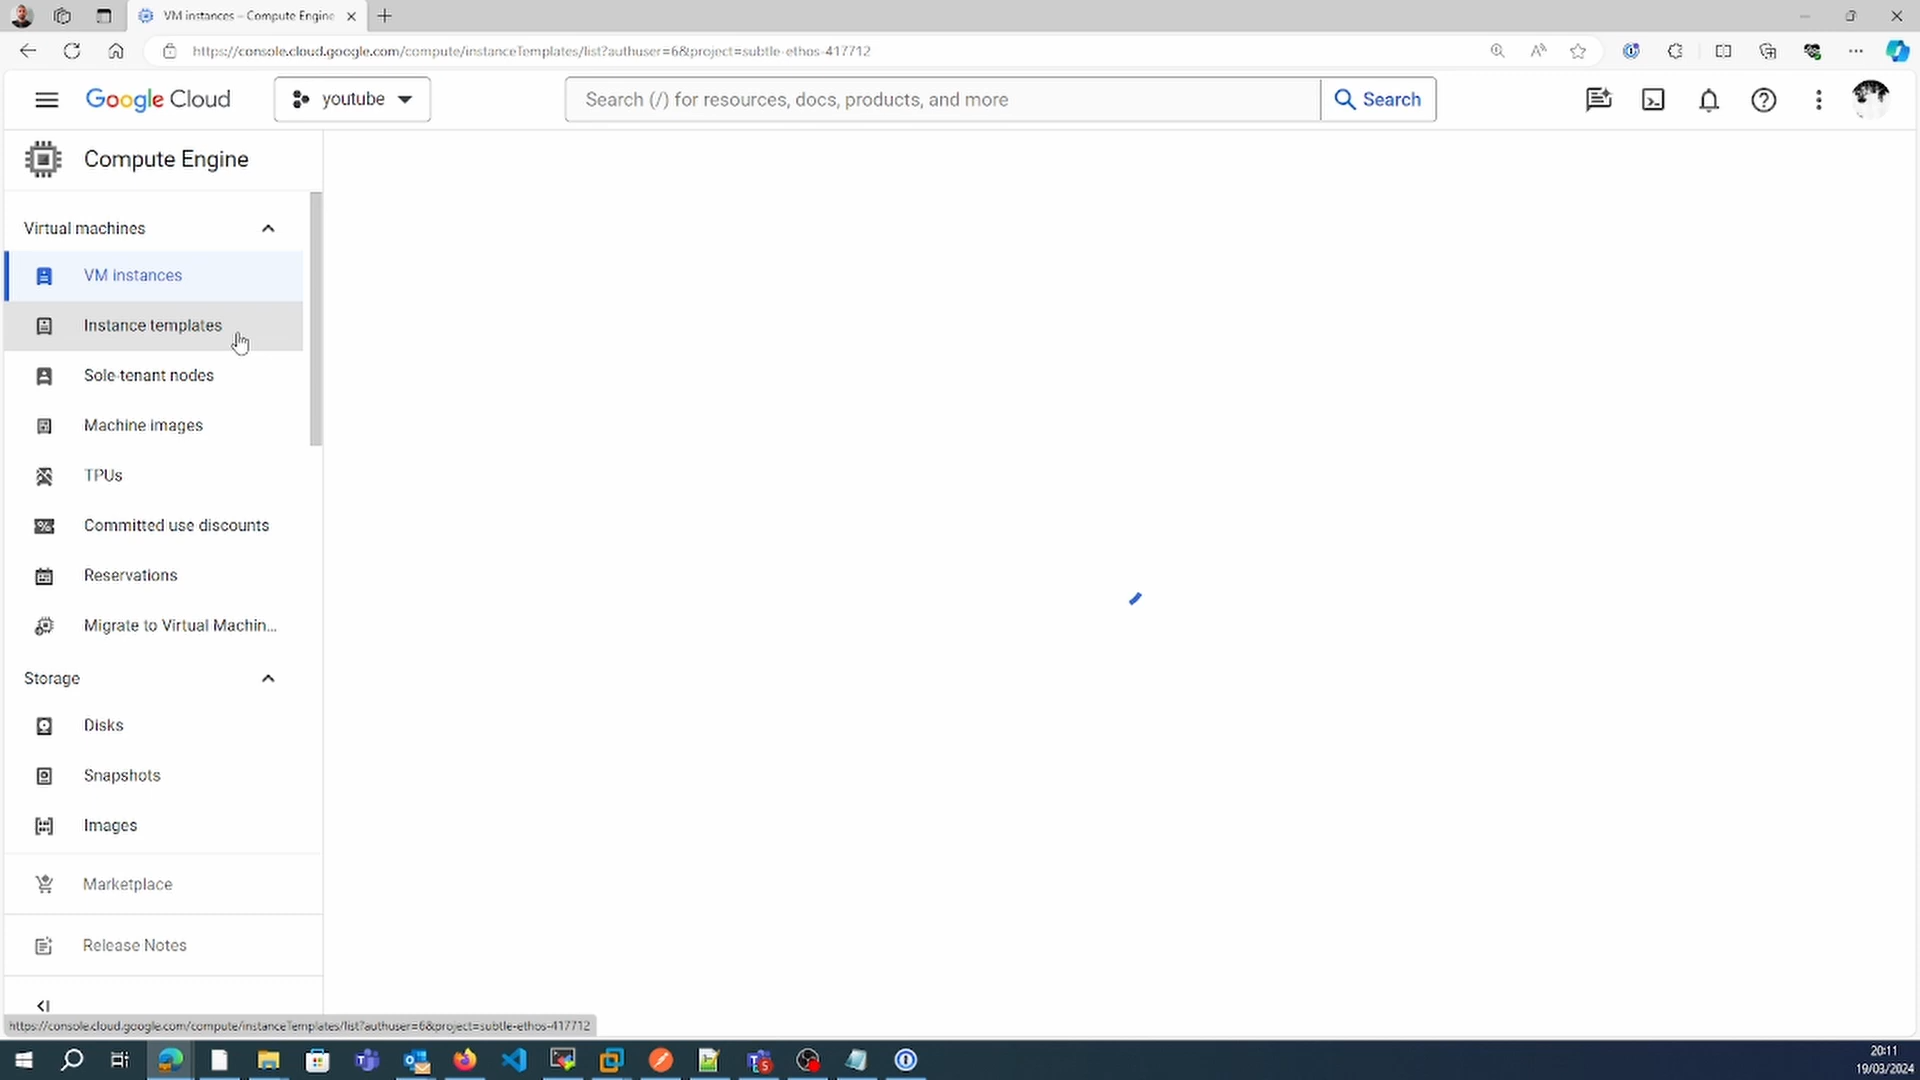 VM instances – Compute Engine
https://console.cloud.google.com/compute/instanceTemplates/list?authuser=6&project=subtle-ethos-417712
Google Cloud
youtube
Search (/) for resources, docs, products, and more
Search
Compute Engine
Virtual machines
VM instances
Instance templates
Sole-tenant nodes
Machine images
TPUs
Committed use discounts
Reservations
Migrate to Virtual Machin...
Storage
Disks
Snapshots
Images
Marketplace
Release Notes
https://console.cloud.google.com/compute/instanceTemplates/list?authuser=6&project=subtle-ethos-417712
20:11
19/03/2024